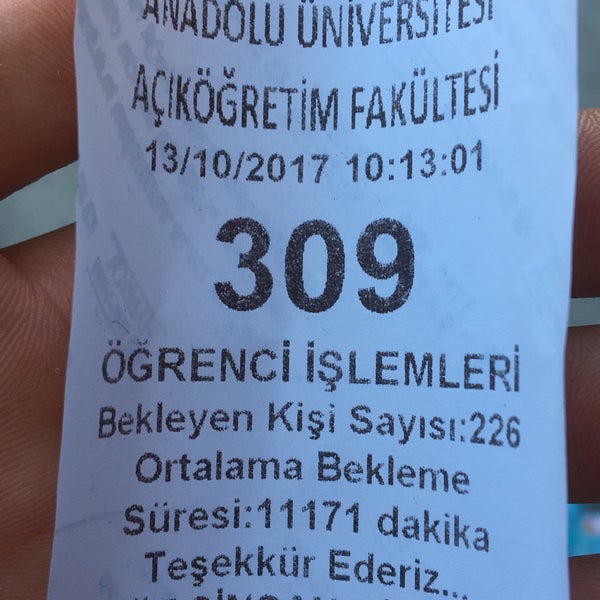 ANADOLU ÜNİVERSİTESİ
AÇIKÖĞRETİM FAKÜLTESİ
13/10/2017 10:13:01
309
ÖĞRENCİ İŞLEMLERİ
Bekleyen Kişi Sayısı:226
Ortalama Bekleme
Süresi:11171 dakika
Teşekkür Ederiz...